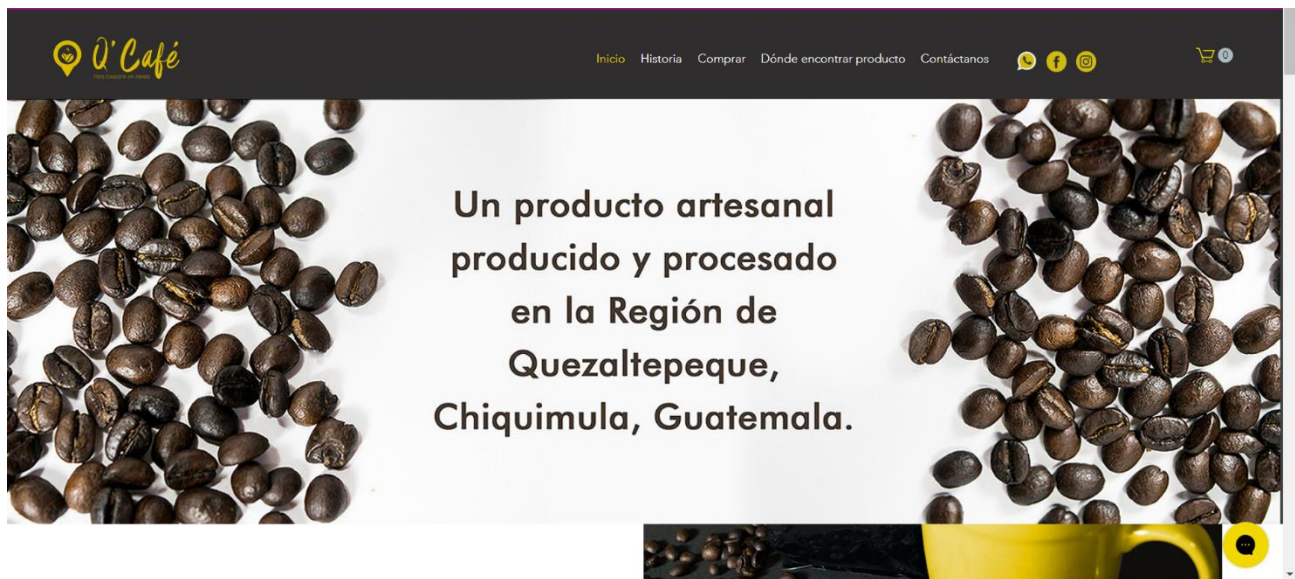 Q'Café
Inicio Historia Comprar Dónde encontrar producto Contáctanos
0
Un producto artesanal
producido y procesado
en la Región de
Quezaltepeque,
Chiquimula, Guatemala.